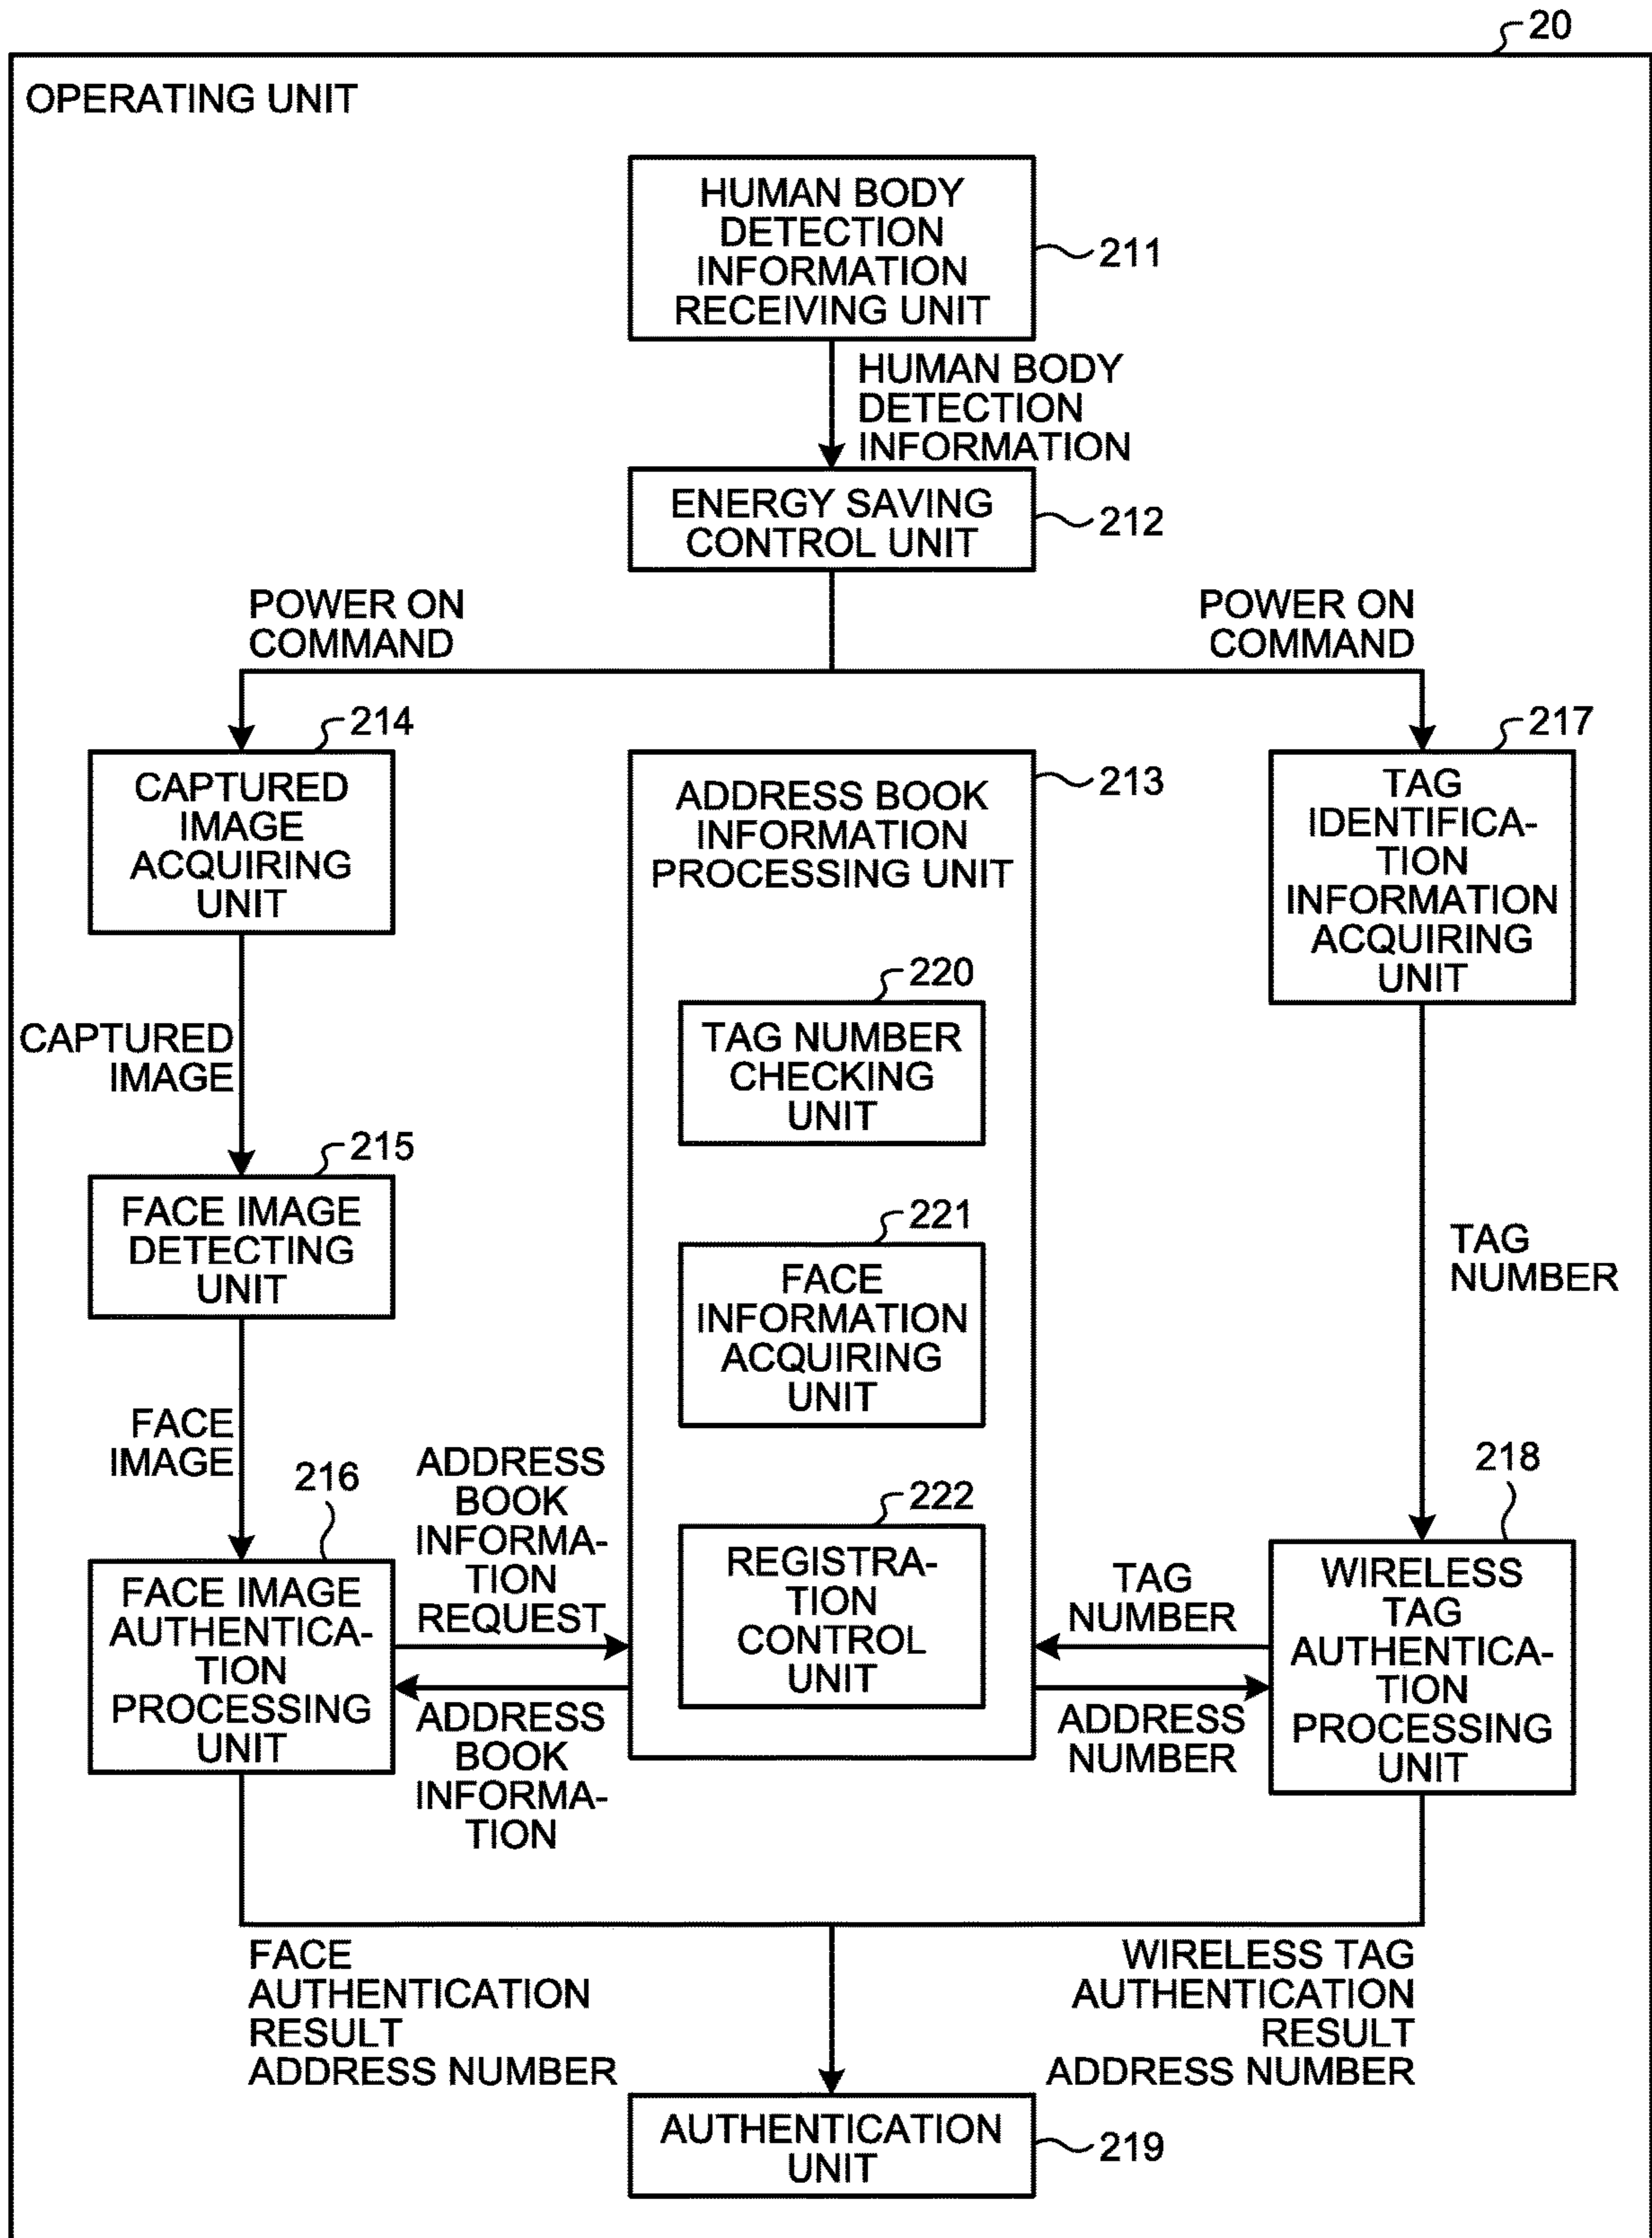 20
OPERATING UNIT
HUMAN BODY
DETECTION
INFORMATION
RECEIVING UNIT
211
HUMAN BODY
DETECTION
INFORMATION
ENERGY SAVING
CONTROL UNIT
212
POWER ON
COMMAND
POWER ON
COMMAND
214
CAPTURED
IMAGE
ACQUIRING
UNIT
CAPTURED
IMAGE
215
FACE IMAGE
DETECTING
UNIT
FACE
IMAGE
216
FACE IMAGE
AUTHENTICA-
TION
PROCESSING
UNIT
ADDRESS
BOOK
INFORMA-
TION
REQUEST
ADDRESS
BOOK
INFORMA-
TION
213
ADDRESS BOOK
INFORMATION
PROCESSING UNIT
220
TAG NUMBER
CHECKING
UNIT
221
FACE
INFORMATION
ACQUIRING
UNIT
222
REGISTRA-
TION
CONTROL
UNIT
217
TAG
IDENTIFICA-
TION
INFORMATION
ACQUIRING
UNIT
TAG
NUMBER
218
WIRELESS
TAG
AUTHENTICA-
TION
PROCESSING
UNIT
TAG
NUMBER
ADDRESS
NUMBER
FACE
AUTHENTICATION
RESULT
ADDRESS NUMBER
WIRELESS TAG
AUTHENTICATION
RESULT
ADDRESS NUMBER
AUTHENTICATION
UNIT
219